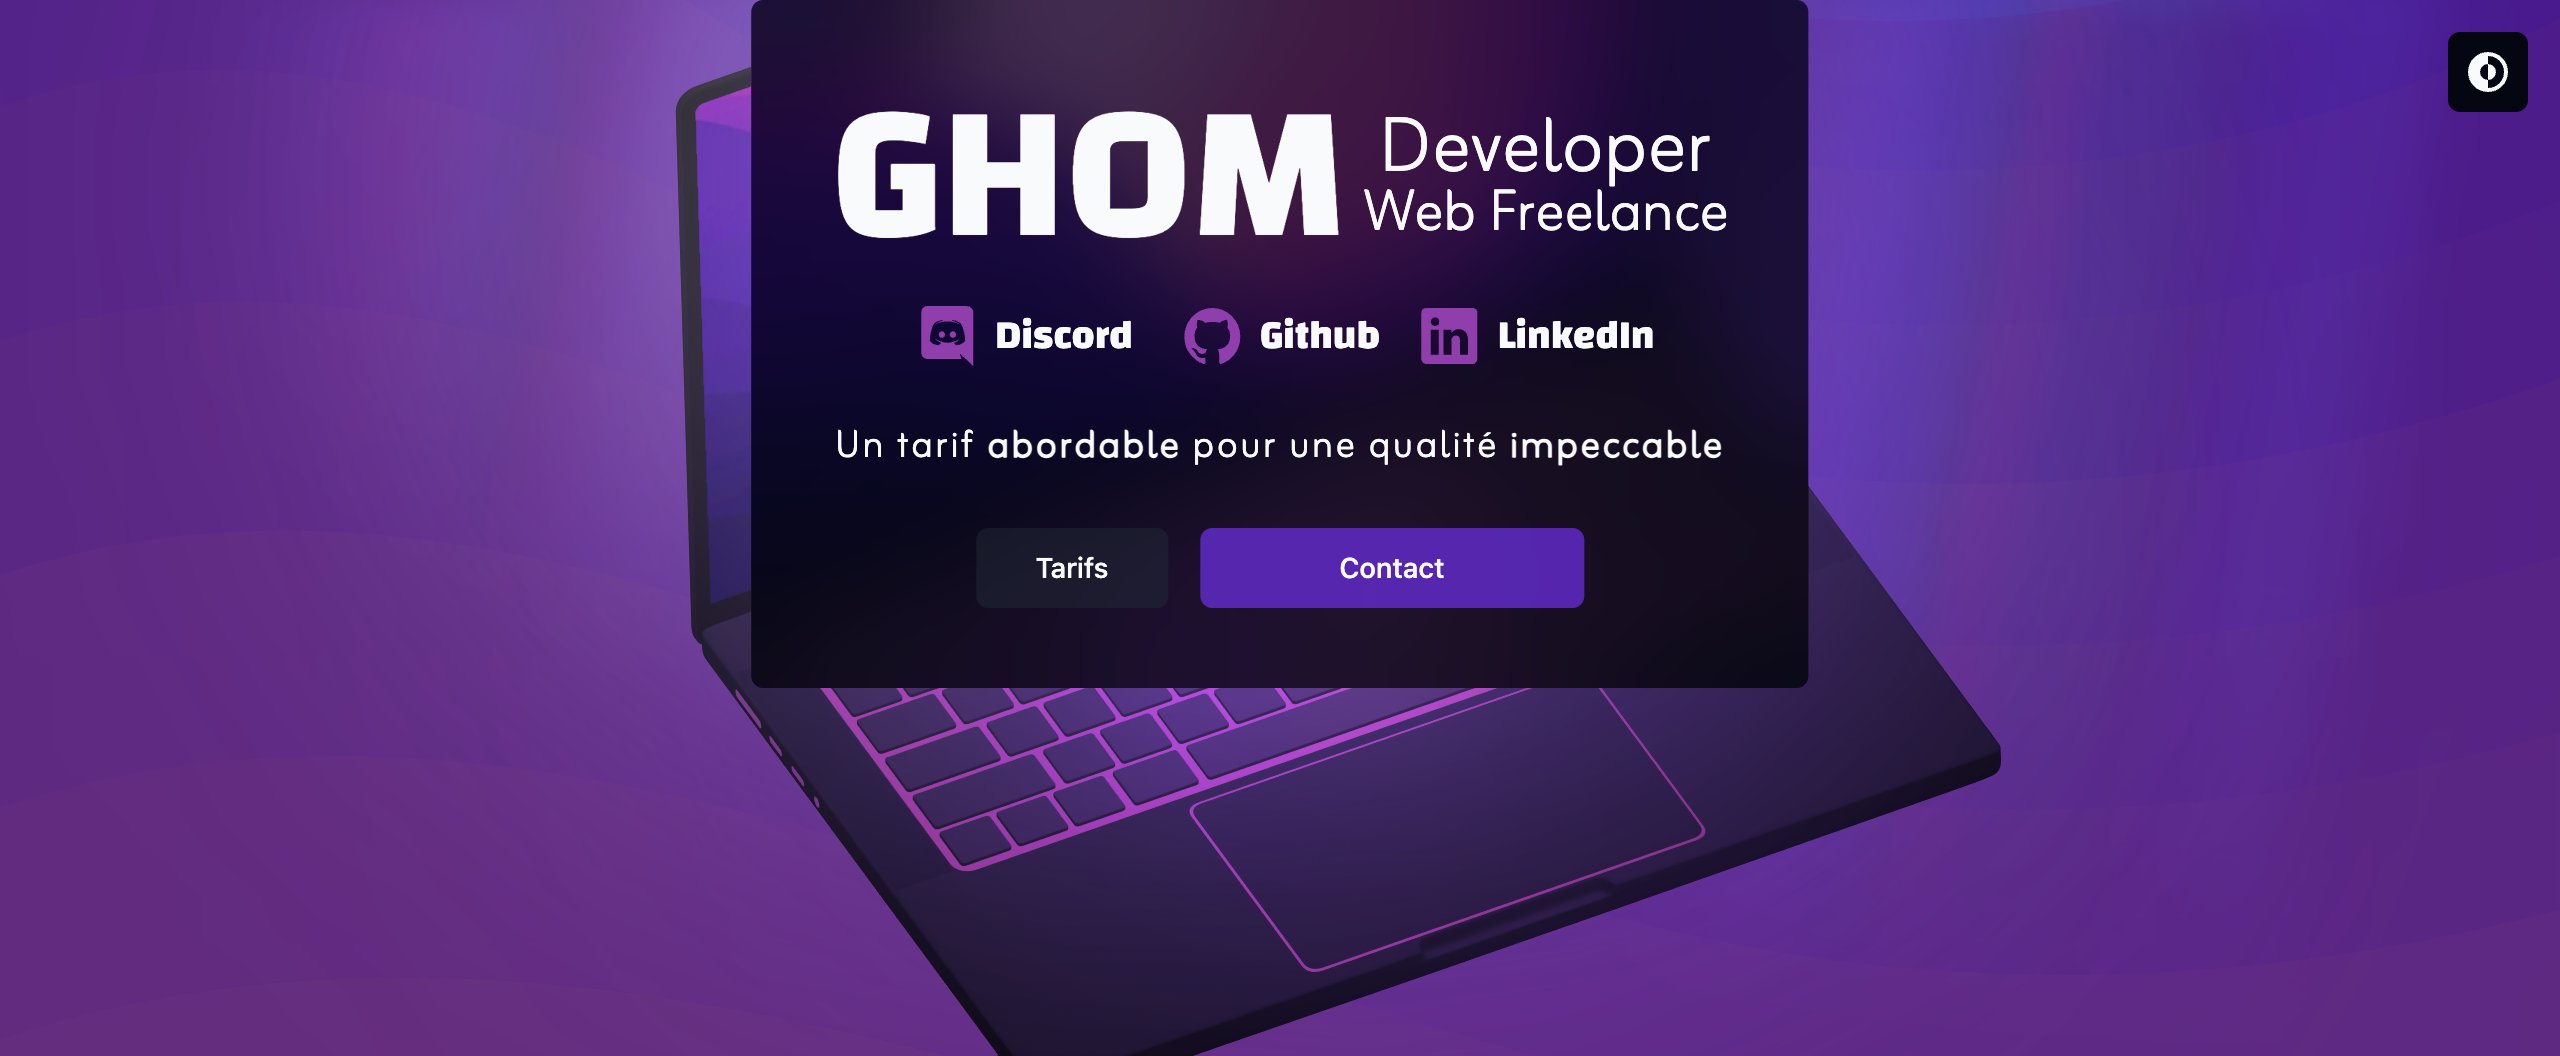 GHOM Developer
Web Freelance
Discord Github LinkedIn
Un tarif abordable pour une qualité impeccable
Tarifs Contact